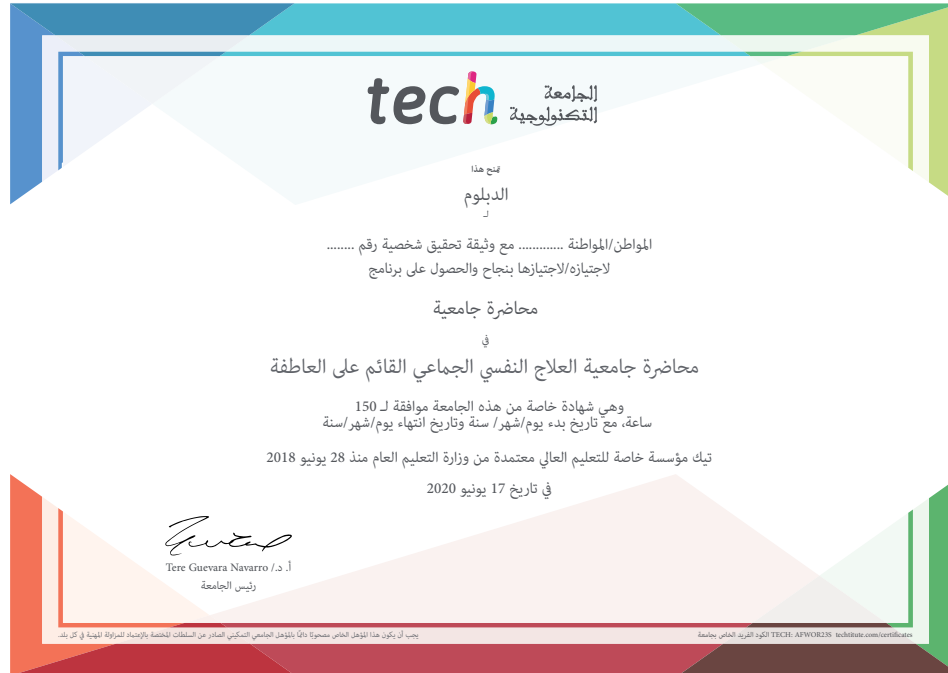 tech الجامعة
التكنولوجية
تمنح هذا
الدبلوم
لـ
المواطن/المواطنة ............. مع وثيقة تحقيق شخصية رقم ........
لاجتيازه/لاجتيازها بنجاح والحصول على برنامج
محاضرة جامعية
في
محاضرة جامعية العلاج النفسي الجماعي القائم على العاطفة
وهي شهادة خاصة من هذه الجامعة موافقة لـ 150
ساعة، مع تاريخ بدء يوم/شهر/ سنة وتاريخ انتهاء يوم/شهر/سنة
تيك مؤسسة خاصة للتعليم العالي معتمدة من وزارة التعليم العام منذ 28 يونيو 2018
في تاريخ 17 يونيو 2020
أ. د./ Tere Guevara Navarro
رئيس الجامعة
يجب أن يكون هذا المؤهل الخاص مصحوبًا دائمًا بالمؤهل الجامعي التمكيني الصادر عن السلطات المختصة بالإعتماد للمزاولة المهنية في كل بلد.
الكود الفريد الخاص بجامعة TECH: AFWOR23S techtitute.com/certificates